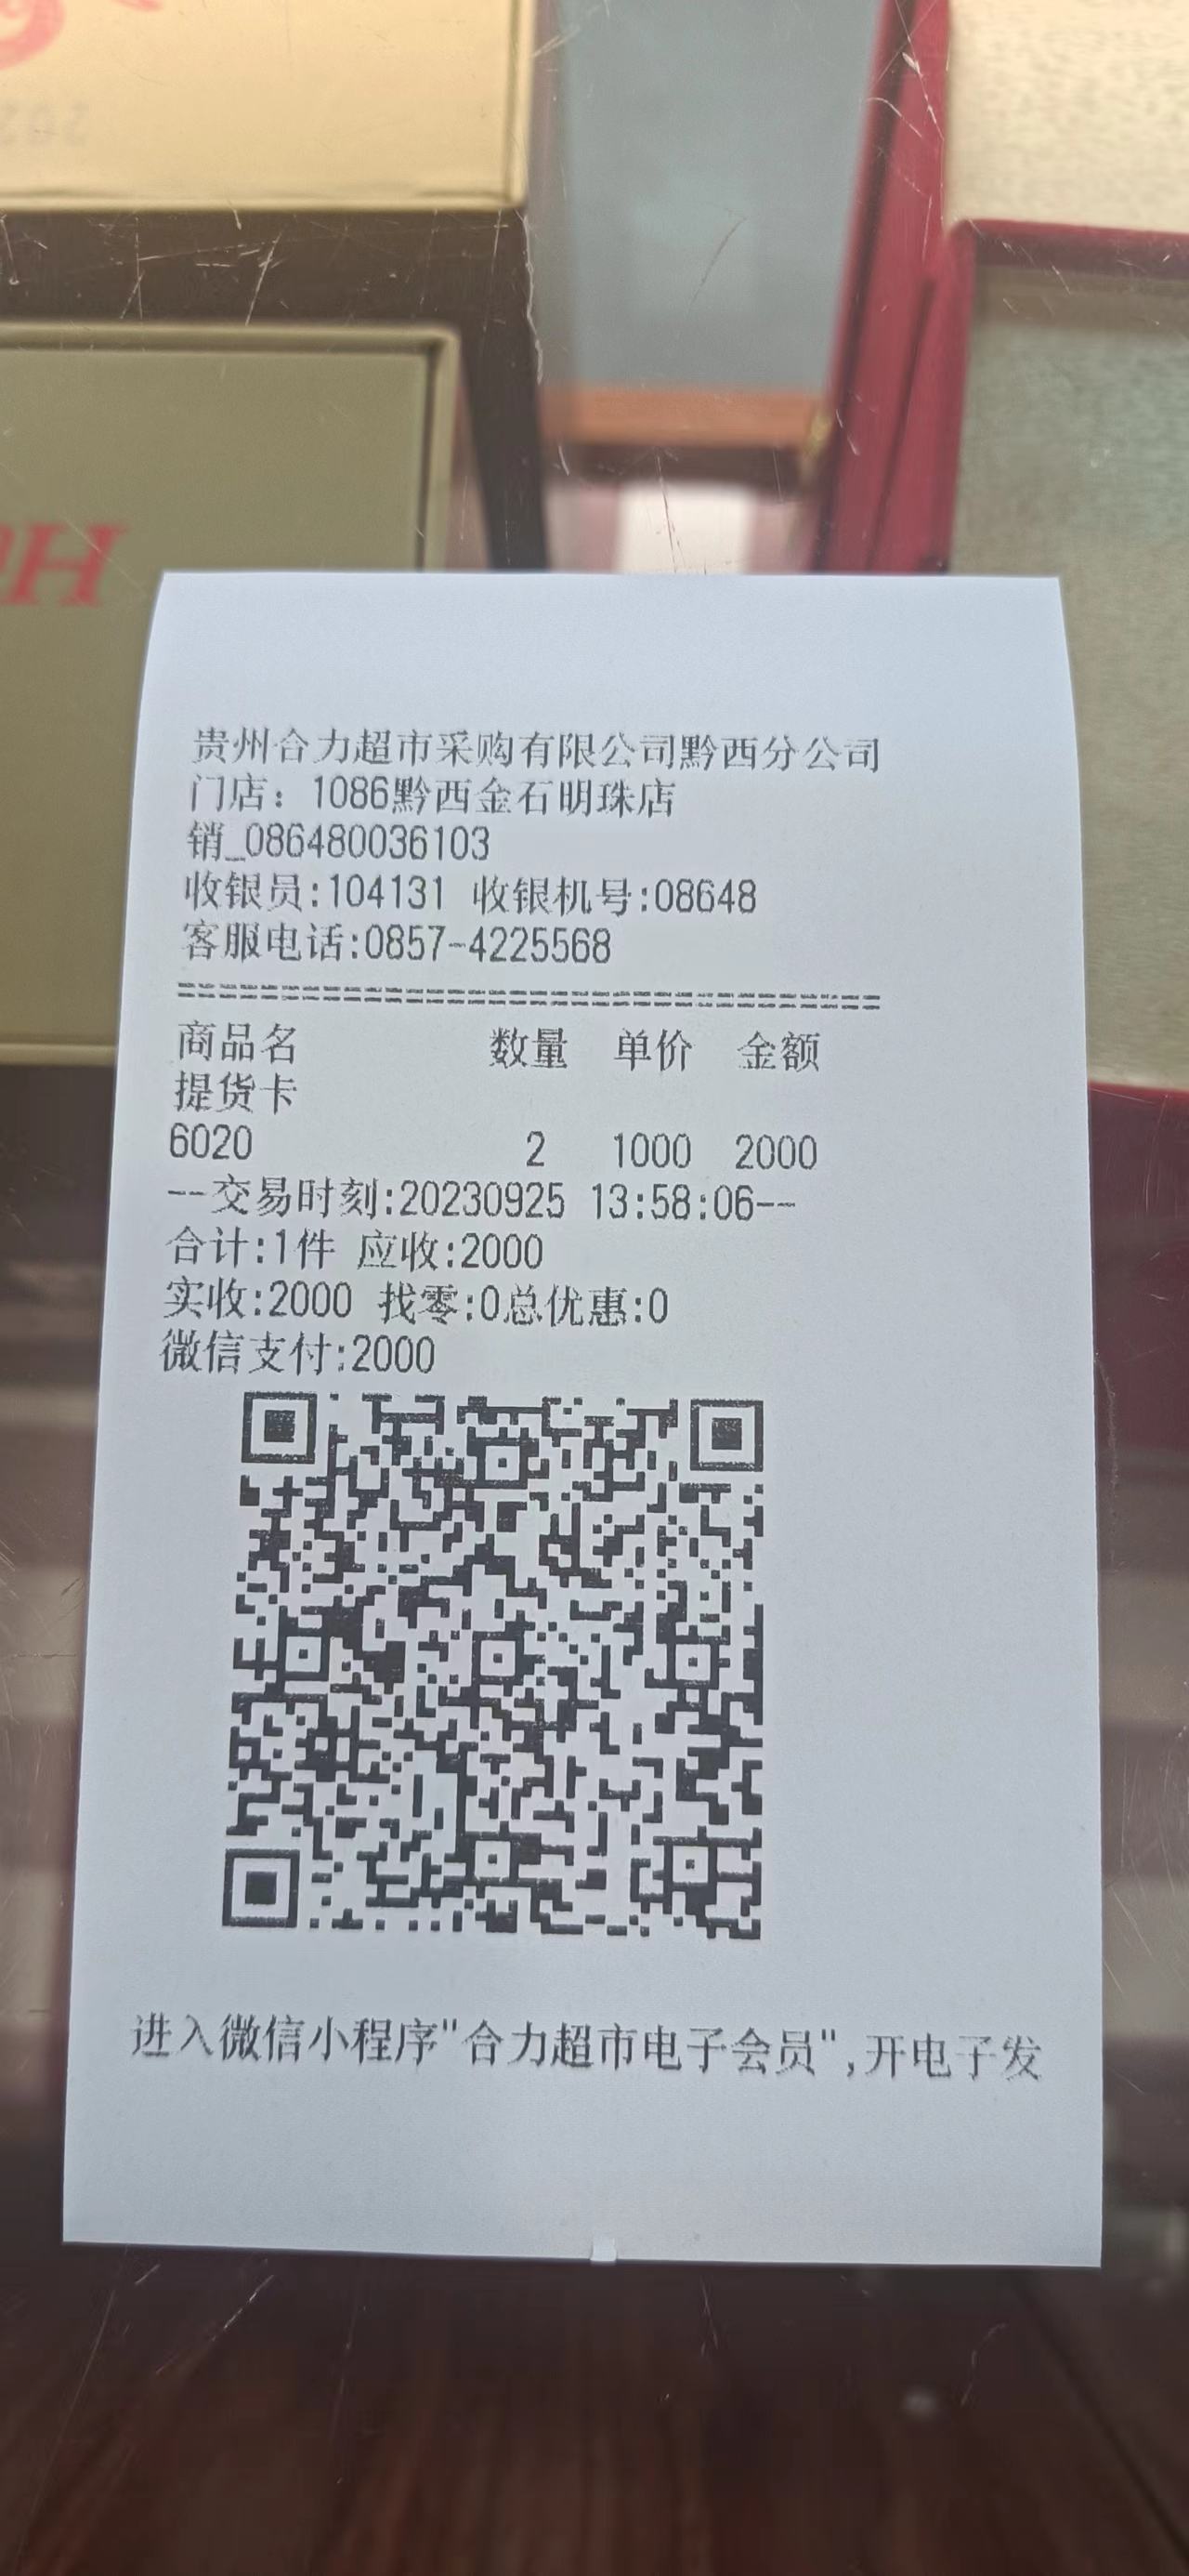 贵州合力超市采购有限公司黔西分公司
门店：1086黔西金石明珠店
销_086480036103
收银员:104131 收银机号:08648
客服电话:0857-4225568
==================================
商品名 数量 单价 金额
提货卡
6020 2 1000 2000
--交易时刻:20230925 13:58:06--
合计:1件 应收:2000
实收:2000 找零:0总优惠:0
微信支付:2000
进入微信小程序"合力超市电子会员",开电子发